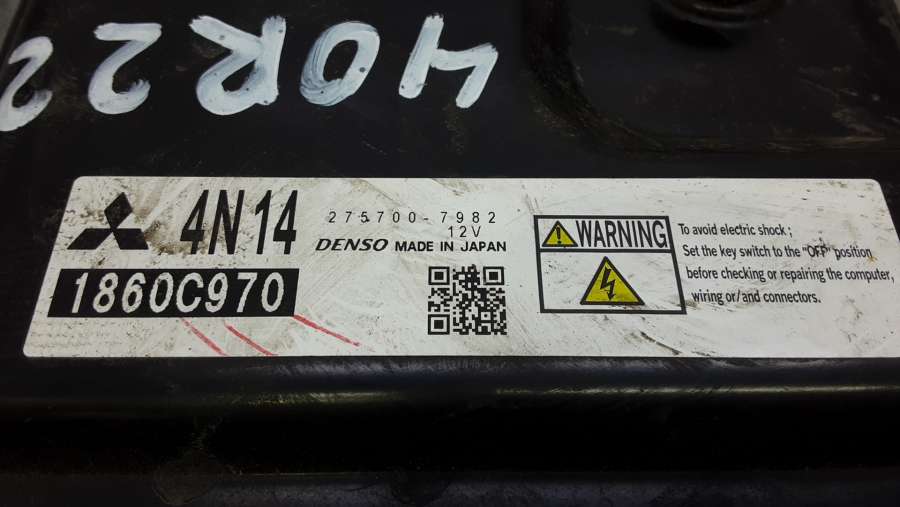 40R22
4N14
1860C970
275700-7982
12V
DENSO MADE IN JAPAN
WARNING
To avoid electric shock ;
Set the key switch to the "OFF" position
before checking or repairing the computer,
wiring or/and connectors.